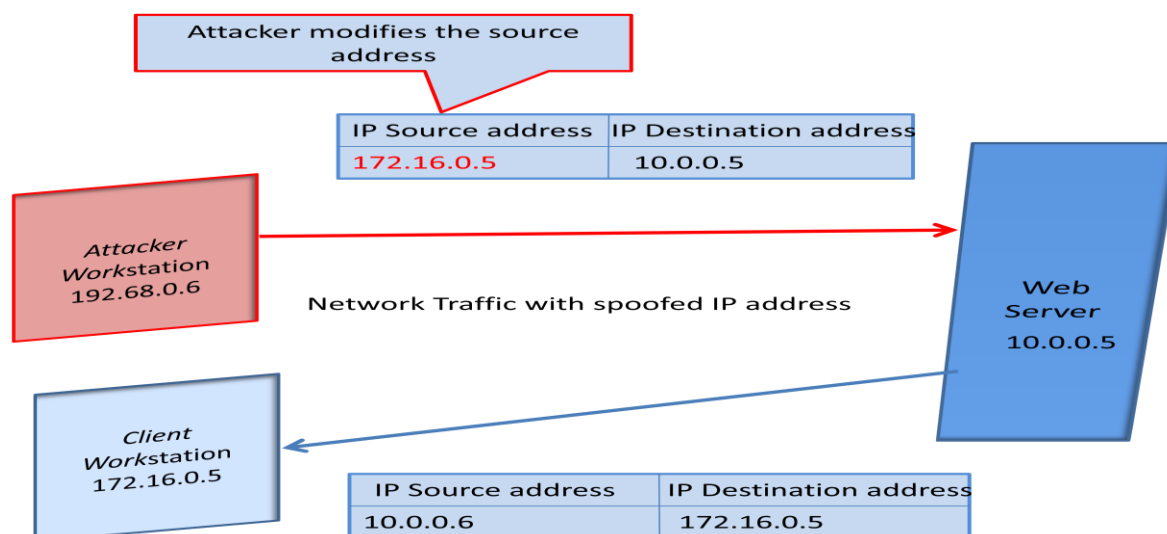 Attacker modifies the source
address
IP Source address IP Destination address
172.16.0.5 10.0.0.5
Attacker
Workstation
192.68.0.6
Network Traffic with spoofed IP address
Web
Server
10.0.0.5
Client
Workstation
172.16.0.5
IP Source address IP Destination address
10.0.0.6 172.16.0.5